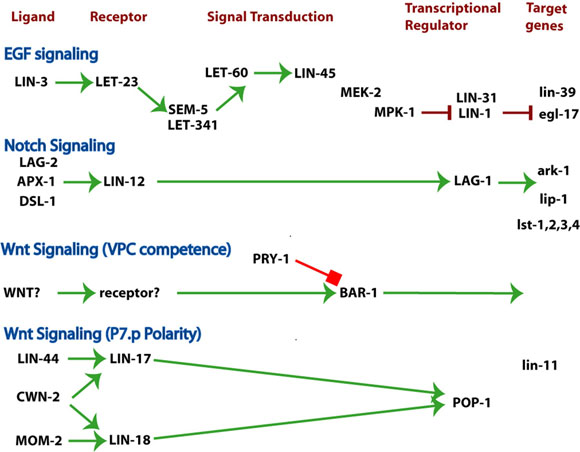 Ligand Receptor Signal Transduction Transcriptional Regulator Target genes
EGF signaling
LIN-3 LET-23 LET-60 LIN-45
SEM-5
LET-341
MEK-2
MPK-1
LIN-31
LIN-1
lin-39
egl-17
Notch Signaling
LAG-2
APX-1 LIN-12 LAG-1
DSL-1
ark-1
lip-1
lst-1,2,3,4
Wnt Signaling (VPC competence)
PRY-1
WNT? receptor? BAR-1
Wnt Signaling (P7.p Polarity)
LIN-44 LIN-17 lin-11
CWN-2 POP-1
MOM-2 LIN-18